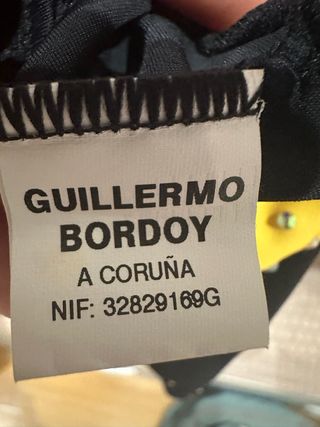 GUILLERMO
BORDOY
A CORUÑA
NIF: 32829169G